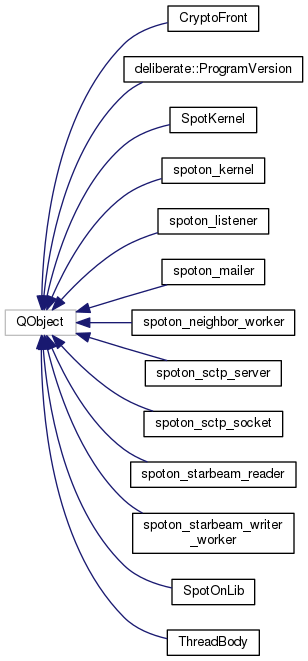 CryptoFront
deliberate::ProgramVersion
SpotKernel
spoton_kernel
spoton_listener
spoton_mailer
QObject
spoton_neighbor_worker
spoton_sctp_server
spoton_sctp_socket
spoton_starbeam_reader
spoton_starbeam_writer
_worker
SpotOnLib
ThreadBody